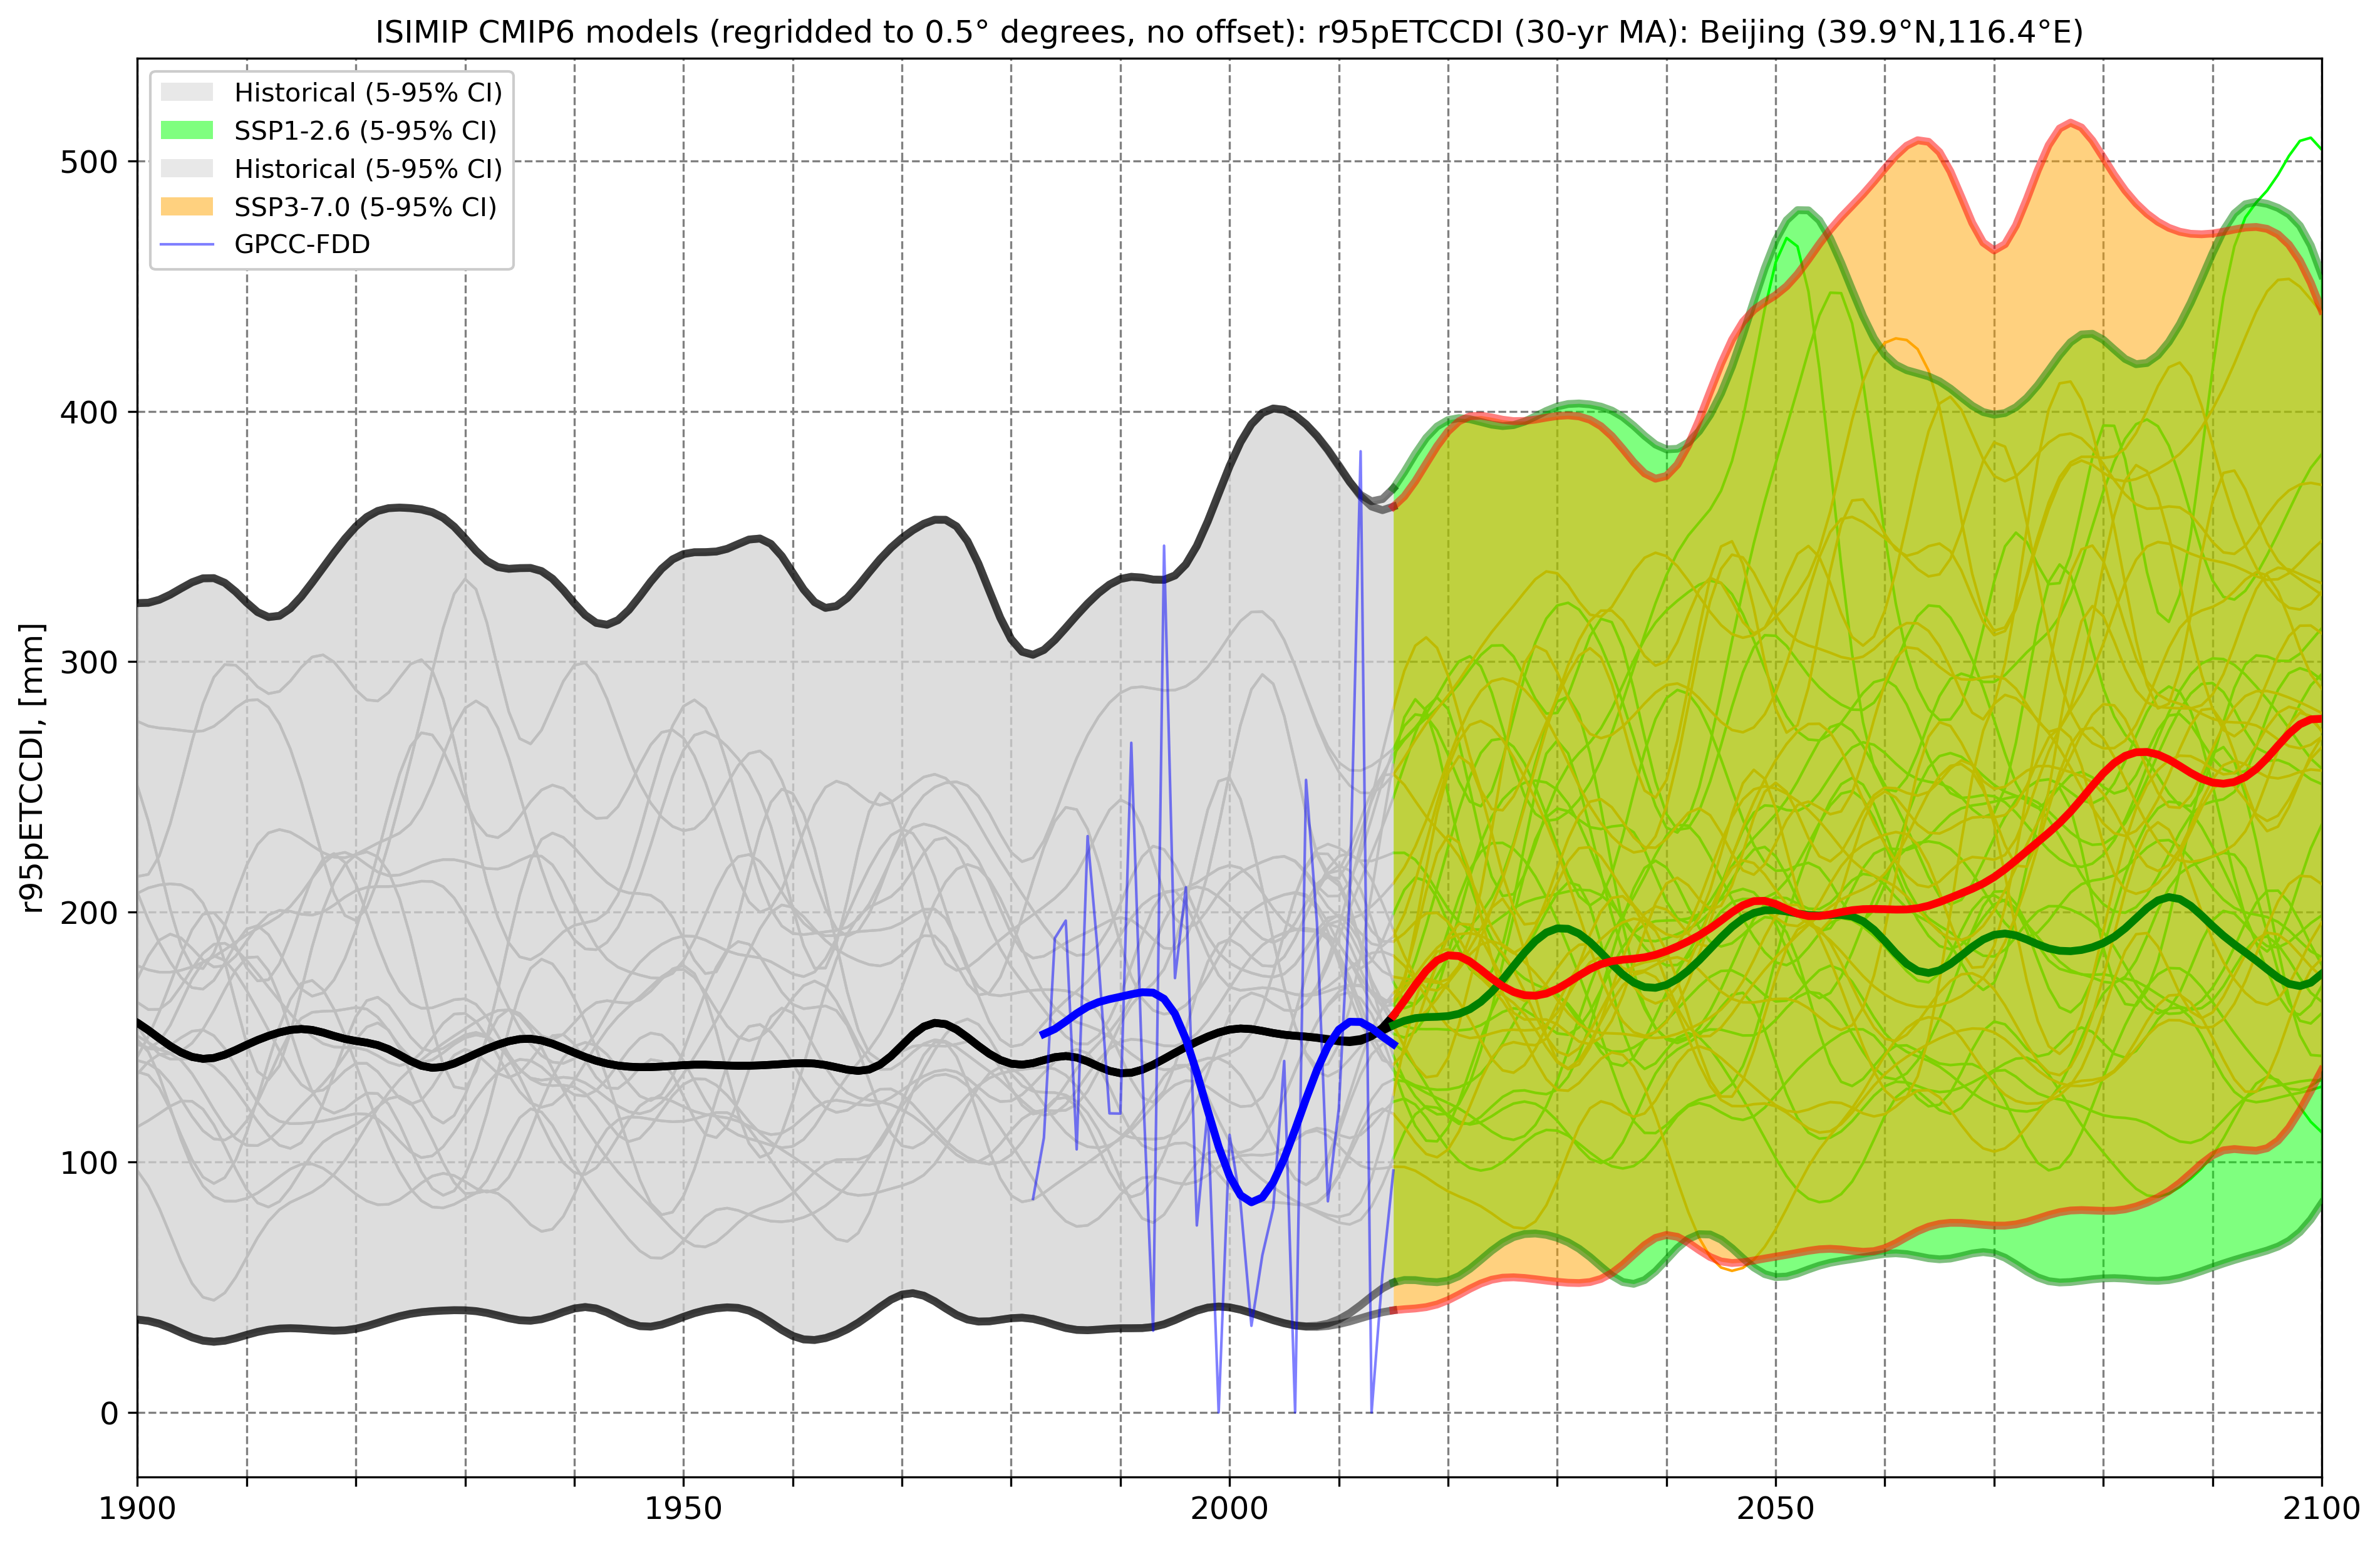 ISIMIP CMIP6 models (regridded to 0.5° degrees, no offset): r95pETCCDI (30-yr MA): Beijing (39.9°N,116.4°E)
Historical (5-95% CI)
SSP1-2.6 (5-95% CI)
Historical (5-95% CI)
SSP3-7.0 (5-95% CI)
GPCC-FDD
r95pETCCDI, [mm]
500
400
300
200
100
0
1900 1950 2000 2050 2100